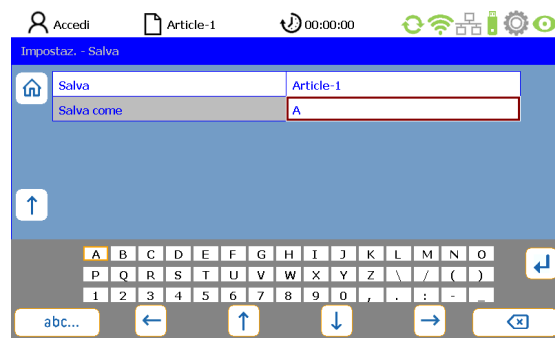 Accedi Article-1 00:00:00
Impostaz. - Salva
Salva Article-1
Salva come A
A B C D E F G H I J K L M N O
P Q R S T U V W X Y Z \ / ( )
1 2 3 4 5 6 7 8 9 0 , . : - _
abc...